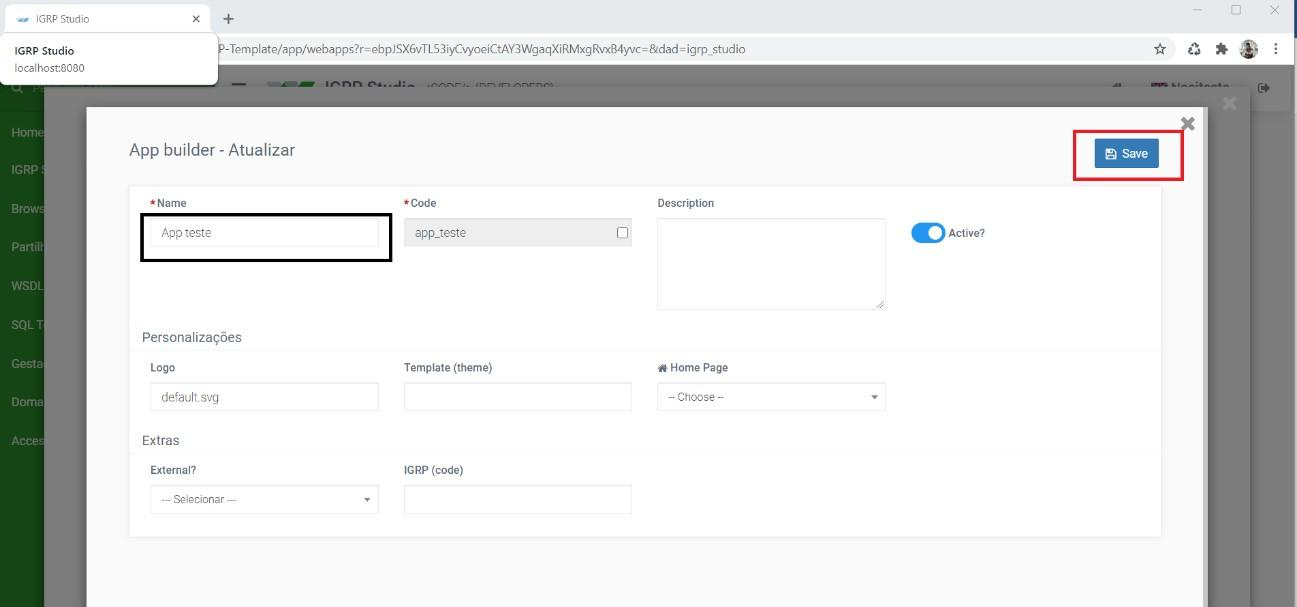 IGRP Studio
IGRP Studio
localhost:8080
P-Template/app/webapps?r=ebpJSX6vTL53iyCvyoeiCtAY3WgaqXiRMxgRvxB4yvc=&dad=igrp_studio
IGRP Studio
Home
IGRP S
Brows
Partilh
WSDL
SQL T
Gesta
Doma
Acces
App builder - Atualizar
Save
*Name
*Code
Description
App teste
app_teste
Active?
Personalizações
Logo
Template (theme)
Home Page
default.svg
-- Choose --
Extras
External?
IGRP (code)
--- Selecionar ---